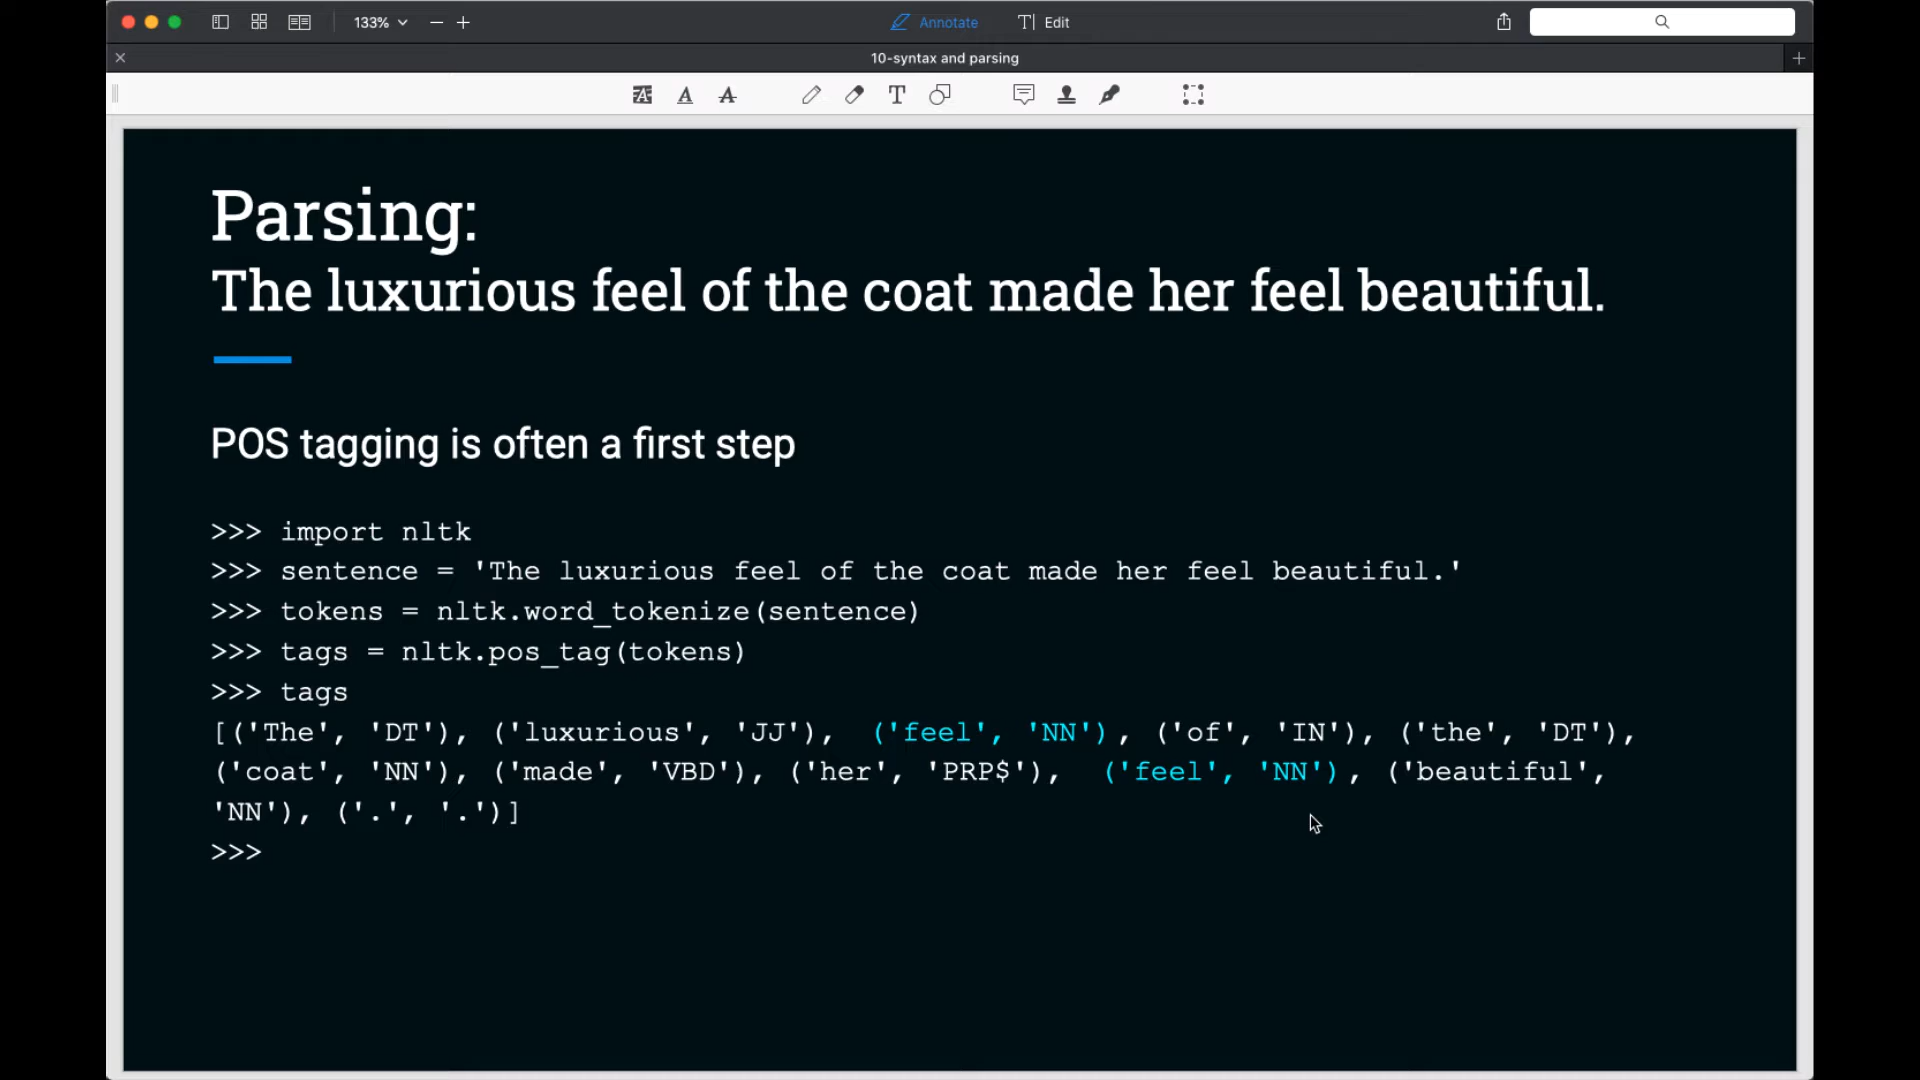 133%
Annotate
Edit
10-syntax and parsing
Parsing:
The luxurious feel of the coat made her feel beautiful.
POS tagging is often a first step
>>> import nltk
>>> sentence = 'The luxurious feel of the coat made her feel beautiful.'
>>> tokens = nltk.word_tokenize(sentence)
>>> tags = nltk.pos_tag(tokens)
>>> tags
[('The', 'DT'), ('luxurious', 'JJ'), ('feel', 'NN'), ('of', 'IN'), ('the', 'DT'),
('coat', 'NN'), ('made', 'VBD'), ('her', 'PRP$'), ('feel', 'NN'), ('beautiful',
'NN'), ('.', '.')]
>>>